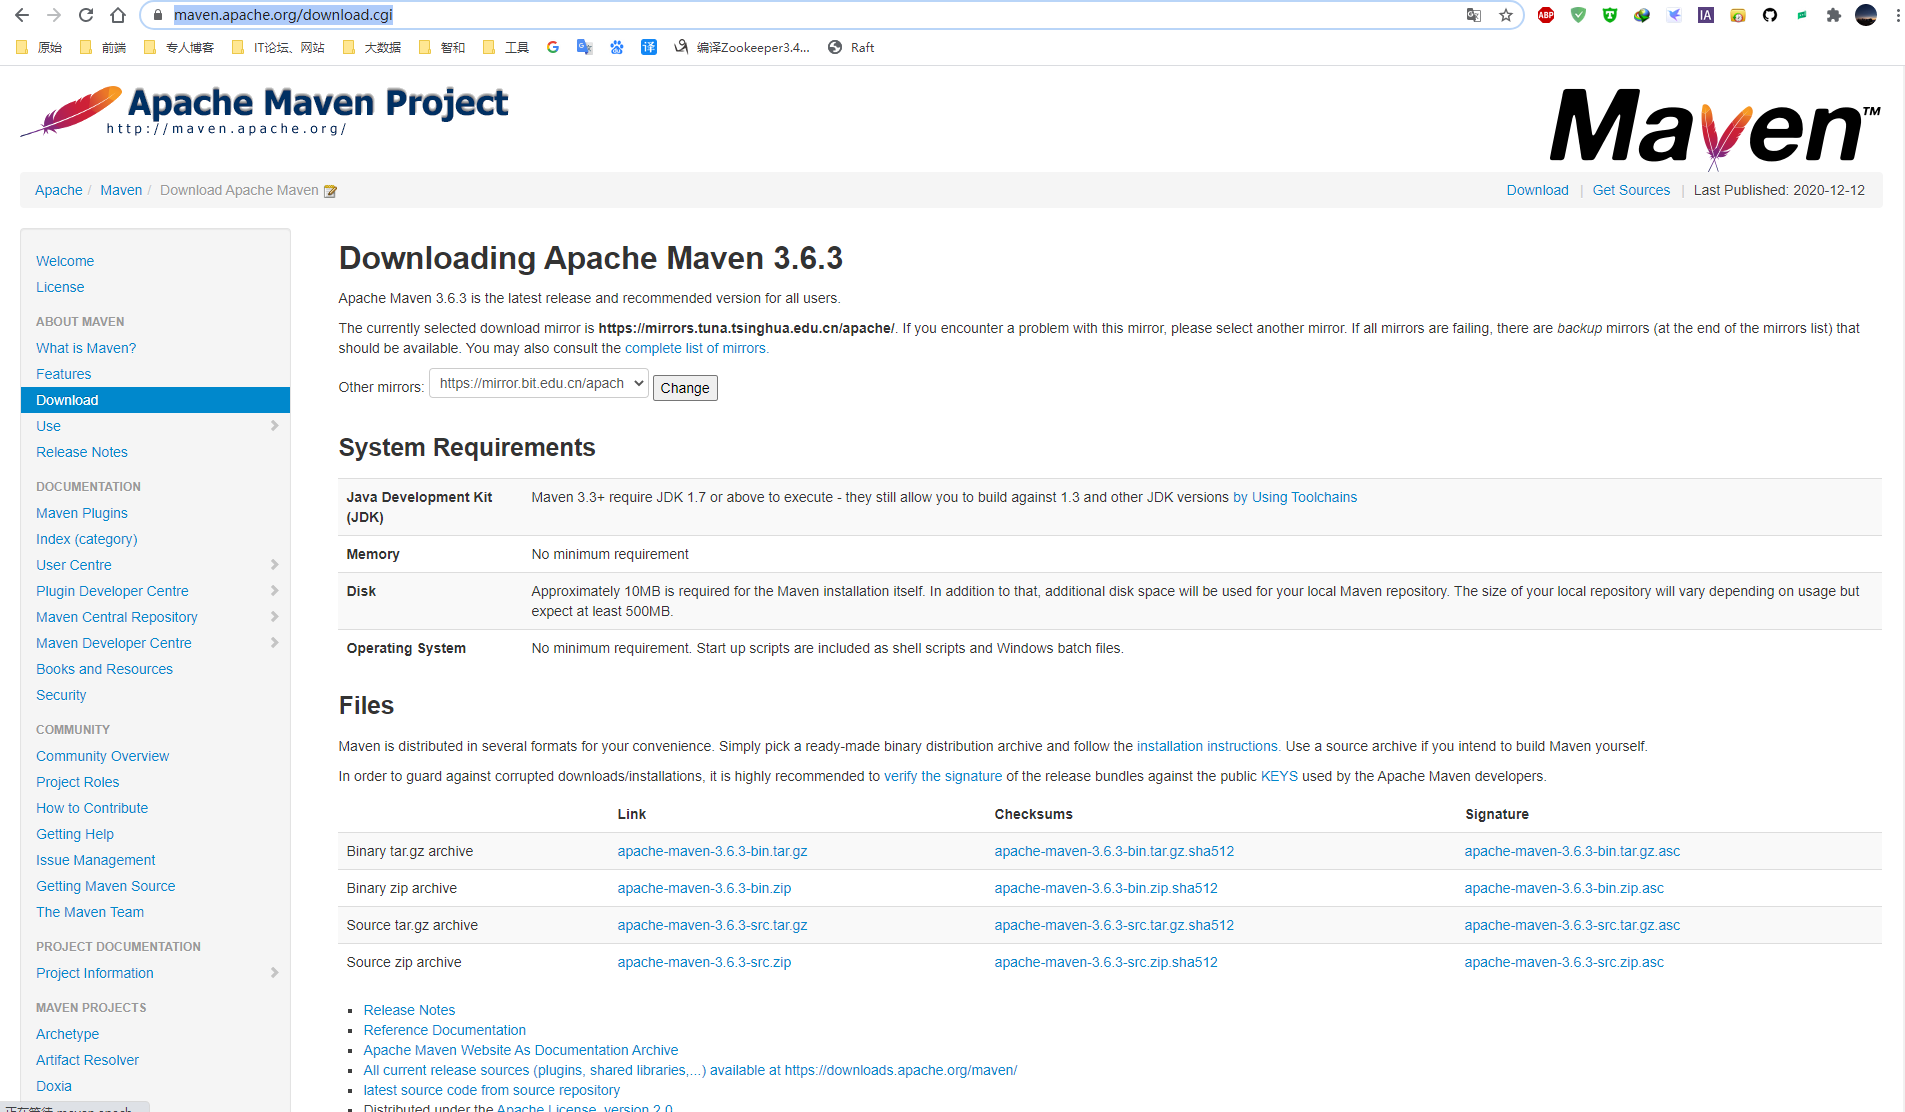 maven.apache.org/download.cgi
ABP
IA
原始 前端 专人博客 IT论坛、网站 大数据 智和 工具 译 编译Zookeeper3.4... Raft
Apache Maven Project
http://maven.apache.org/
Maven™
Apache / Maven / Download Apache Maven
Download | Get Sources | Last Published: 2020-12-12
Welcome
License
ABOUT MAVEN
What is Maven?
Features
Download
Use
Release Notes
DOCUMENTATION
Maven Plugins
Index (category)
User Centre
Plugin Developer Centre
Maven Central Repository
Maven Developer Centre
Books and Resources
Security
COMMUNITY
Community Overview
Project Roles
How to Contribute
Getting Help
Issue Management
Getting Maven Source
The Maven Team
PROJECT DOCUMENTATION
Project Information
MAVEN PROJECTS
Archetype
Artifact Resolver
Doxia
Downloading Apache Maven 3.6.3
Apache Maven 3.6.3 is the latest release and recommended version for all users.
The currently selected download mirror is https://mirrors.tuna.tsinghua.edu.cn/apache/. If you encounter a problem with this mirror, please select another mirror. If all mirrors are failing, there are backup mirrors (at the end of the mirrors list) that
should be available. You may also consult the complete list of mirrors.
Other mirrors: https://mirror.bit.edu.cn/apach Change
System Requirements
Java Development Kit Maven 3.3+ require JDK 1.7 or above to execute - they still allow you to build against 1.3 and other JDK versions by Using Toolchains
(JDK)
Memory No minimum requirement
Disk Approximately 10MB is required for the Maven installation itself. In addition to that, additional disk space will be used for your local Maven repository. The size of your local repository will vary depending on usage but
expect at least 500MB.
Operating System No minimum requirement. Start up scripts are included as shell scripts and Windows batch files.
Files
Maven is distributed in several formats for your convenience. Simply pick a ready-made binary distribution archive and follow the installation instructions. Use a source archive if you intend to build Maven yourself.
In order to guard against corrupted downloads/installations, it is highly recommended to verify the signature of the release bundles against the public KEYS used by the Apache Maven developers.
Link Checksums Signature
Binary tar.gz archive apache-maven-3.6.3-bin.tar.gz apache-maven-3.6.3-bin.tar.gz.sha512 apache-maven-3.6.3-bin.tar.gz.asc
Binary zip archive apache-maven-3.6.3-bin.zip apache-maven-3.6.3-bin.zip.sha512 apache-maven-3.6.3-bin.zip.asc
Source tar.gz archive apache-maven-3.6.3-src.tar.gz apache-maven-3.6.3-src.tar.gz.sha512 apache-maven-3.6.3-src.tar.gz.asc
Source zip archive apache-maven-3.6.3-src.zip apache-maven-3.6.3-src.zip.sha512 apache-maven-3.6.3-src.zip.asc
Release Notes
Reference Documentation
Apache Maven Website As Documentation Archive
All current release sources (plugins, shared libraries,...) available at https://downloads.apache.org/maven/
latest source code from source repository
Distributed under the Apache License, version 2.0